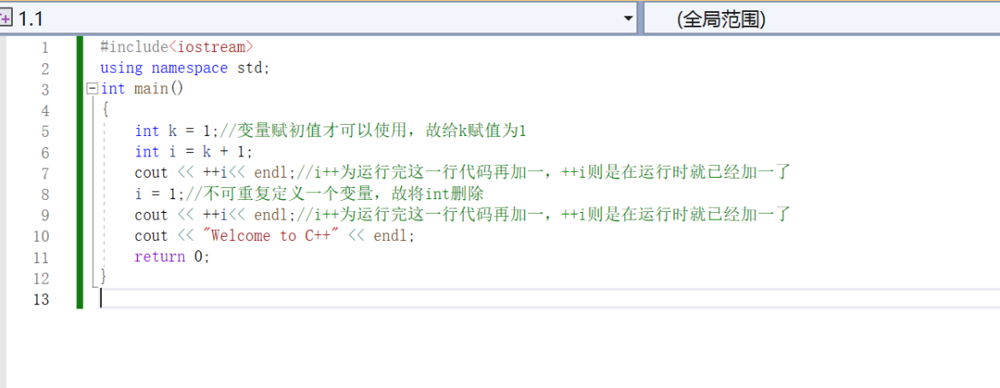 1.1 (全局范围)
1 #include<iostream>
2 using namespace std;
3 int main()
4 {
5 int k = 1;//变量赋初值才可以使用，故给k赋值为1
6 int i = k + 1;
7 cout << ++i<< endl;//i++为运行完这一行代码再加一，++i则是在运行时就已经加一了
8 i = 1;//不可重复定义一个变量，故将int删除
9 cout << ++i<< endl;//i++为运行完这一行代码再加一，++i则是在运行时就已经加一了
10 cout << "Welcome to C++" << endl;
11 return 0;
12 }
13